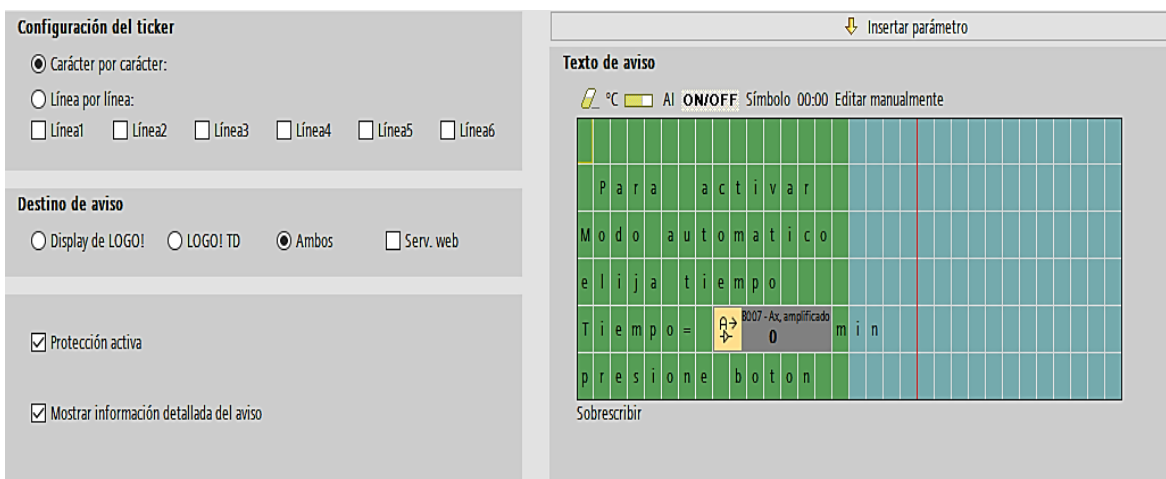 Configuración del ticker
Carácter por carácter:
Línea por línea:
Línea1 Línea2 Línea3 Línea4 Línea5 Línea6
Destino de aviso
Display de LOGO! LOGO! TD Ambos Serv. web
Protección activa
Mostrar información detallada del aviso
Insertar parámetro
Texto de aviso
°C AI ON/OFF Símbolo 00:00 Editar manualmente
Para activar
Modo automatico
elija tiempo
Tiempo= B007 - Ax, amplificado 0 min
presione boton
Sobrescribir